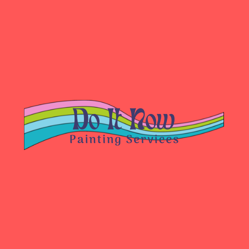 Do It Now
Painting Services